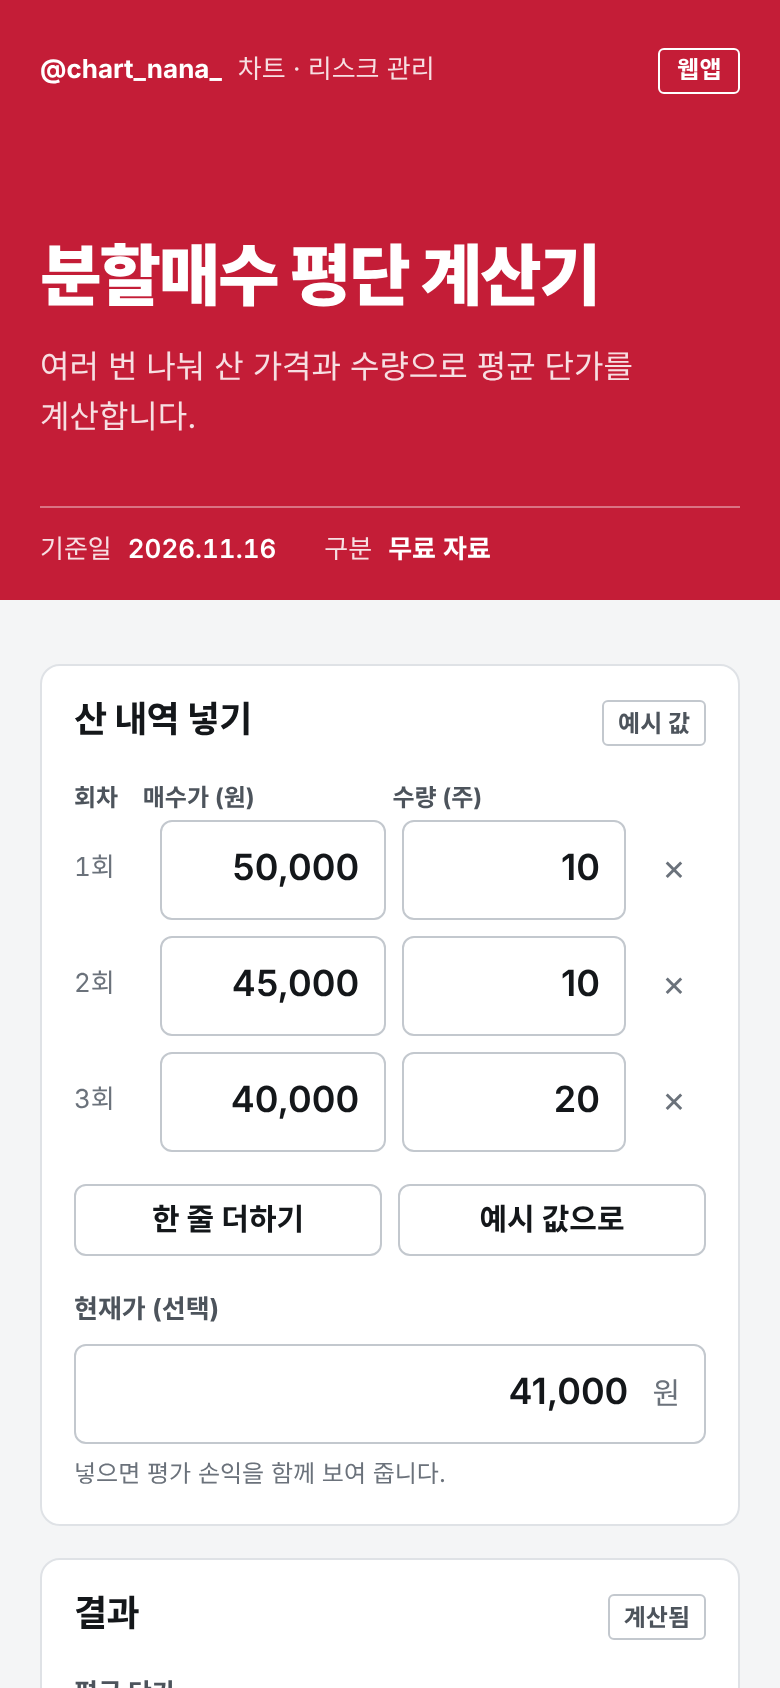 @chart_nana_ 차트 · 리스크 관리 웹앱
분할매수 평단 계산기
여러 번 나눠 산 가격과 수량으로 평균 단가를
계산합니다.
기준일 2026.11.16 구분 무료 자료
산 내역 넣기 예시 값
회차 매수가 (원) 수량 (주)
1회 50,000 10 ×
2회 45,000 10 ×
3회 40,000 20 ×
한 줄 더하기 예시 값으로
현재가 (선택)
41,000 원
넣으면 평가 손익을 함께 보여 줍니다.
결과 계산됨
평균 단가